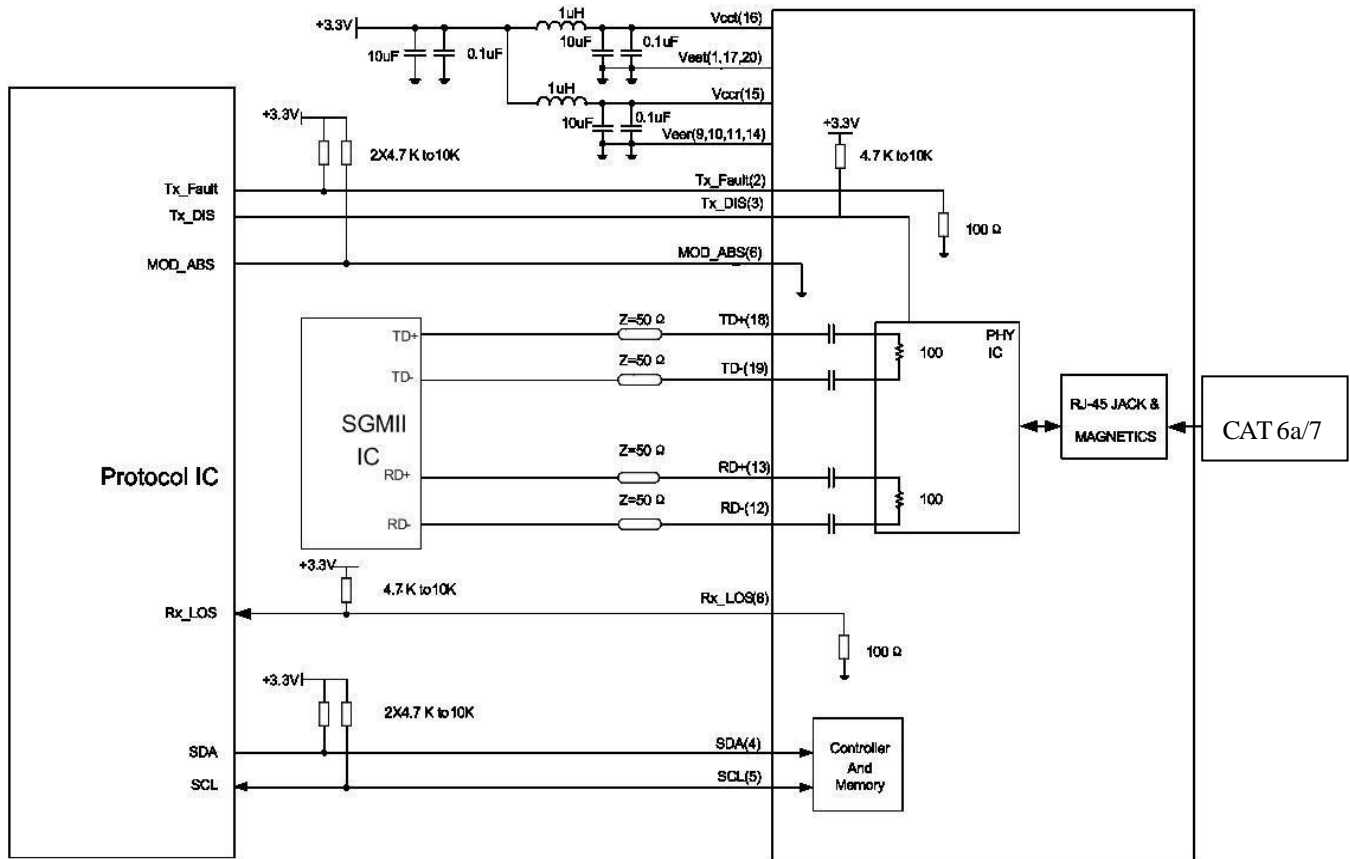 1uH
Vcct(16)
+3.3V
10uF
0.1uF
10uF
0.1uF
Veet(1,17,20)
1uH
Vccr(15)
10uF
0.1uF
Veer(9,10,11,14)
+3.3V
2X4.7 K to10K
+3.3V
4.7 K to10K
Tx_Fault
Tx_Fault(2)
Tx_DIS
Tx_DIS(3)
100 Ω
MOD_ABS
MOD_ABS(6)
TD+
Z=50 Ω
TD+(18)
PHY
IC
100
TD-
Z=50 Ω
TD-(19)
SGMII
IC
RJ-45 JACK &
MAGNETICS
CAT 6a/7
Protocol IC
RD+
Z=50 Ω
RD+(13)
100
RD-
Z=50 Ω
RD-(12)
+3.3V
4.7 K to10K
Rx_LOS
Rx_LOS(8)
100 Ω
+3.3V
2X4.7 K to10K
SDA
SDA(4)
SCL
SCL(5)
Controller
And
Memory